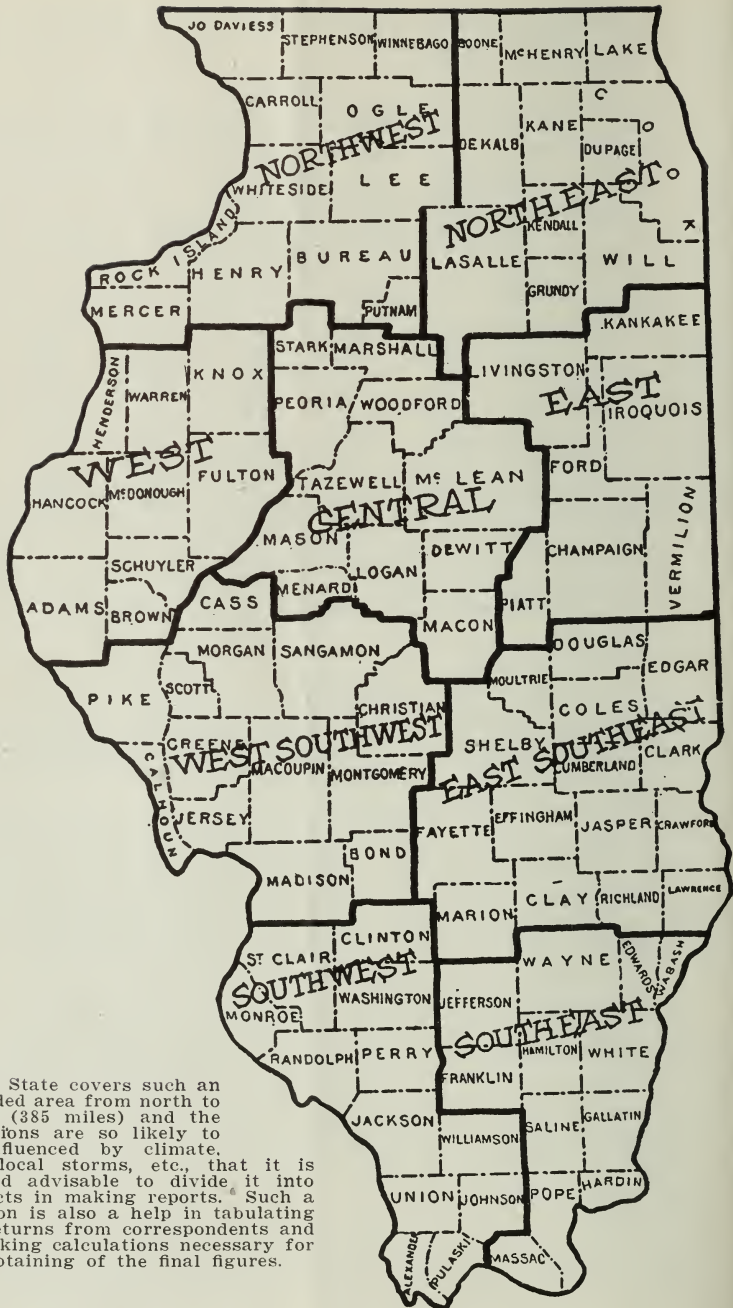 JO DAVIESS STEPHENSON WINNEBAGO BOONE McHENRY LAKE
CARROLL OGLE DEKALB KANE COOK
DUPAGE
NORTHWEST
WHITESIDE LEE
NORTHEAST
ROCK ISLAND HENRY BUREAU LASALLE KENDALL WILL
GRUNDY
MERCER PUTNAM
KANKAKEE
STARK MARSHALL
HENDERSON WARREN KNOX LIVINGSTON
PEORIA WOODFORD EAST IROQUOIS
WEST
HANCOCK McDONOUGH FULTON TAZEWELL McLEAN FORD
CENTRAL
MASON DEWITT CHAMPAIGN VERMILION
SCHUYLER LOGAN
ADAMS BROWN CASS MENARD MACON PIATT
MORGAN SANGAMON DOUGLAS
PIKE SCOTT MOULTRIE EDGAR
CHRISTIAN COLES
GREENE WEST SOUTHWEST SHELBY EAST SOUTHEAST CLARK
CALHOUN MACOUPIN MONTGOMERY CUMBERLAND
JERSEY FAYETTE EFFINGHAM JASPER CRAWFORD
BOND
MADISON CLAY RICHLAND LAWRENCE
MARION
CLINTON
ST. CLAIR WAYNE EDWARDS WABASH
SOUTHWEST
MONROE WASHINGTON JEFFERSON SOUTHEAST
RANDOLPH PERRY HAMILTON WHITE
FRANKLIN
JACKSON WILLIAMSON SALINE GALLATIN
UNION JOHNSON POPE HARDIN
ALEXANDER PULASKI MASSAC
State covers such an
ded area from north to
(385 miles) and the
ions are so likely to
fluenced by climate,
local storms, etc., that it is
d advisable to divide it into
cts in making reports. Such a
on is also a help in tabulating
eturns from correspondents and
king calculations necessary for
otaining of the final figures.